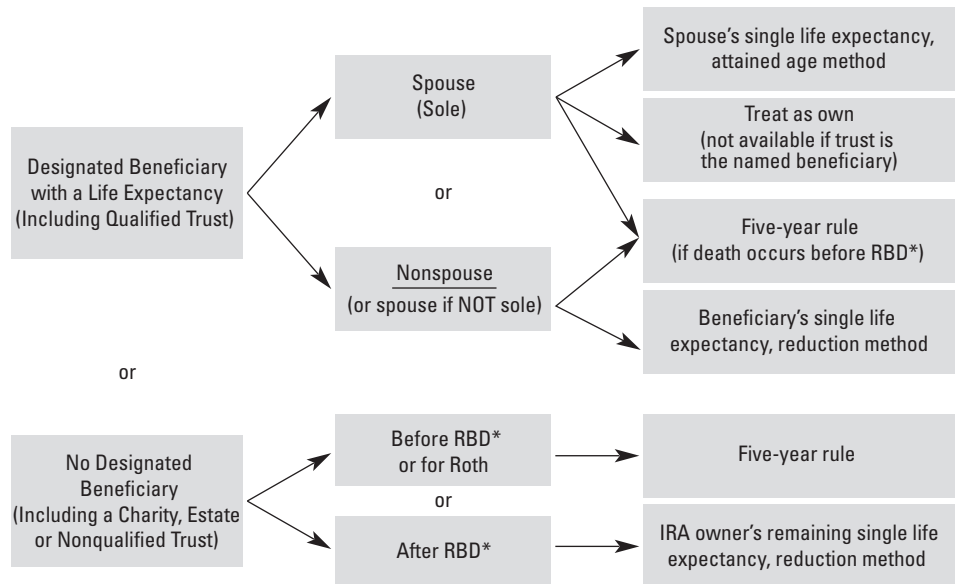 Designated Beneficiary
with a Life Expectancy
(Including Qualified Trust)
Spouse
(Sole)
or
Nonspouse
(or spouse if NOT sole)
Spouse's single life expectancy,
attained age method
Treat as own
(not available if trust is
the named beneficiary)
Five-year rule
(if death occurs before RBD*)
Beneficiary's single life
expectancy, reduction method
or
No Designated
Beneficiary
(Including a Charity, Estate
or Nonqualified Trust)
Before RBD*
or for Roth
or
After RBD*
Five-year rule
IRA owner's remaining single life
expectancy, reduction method